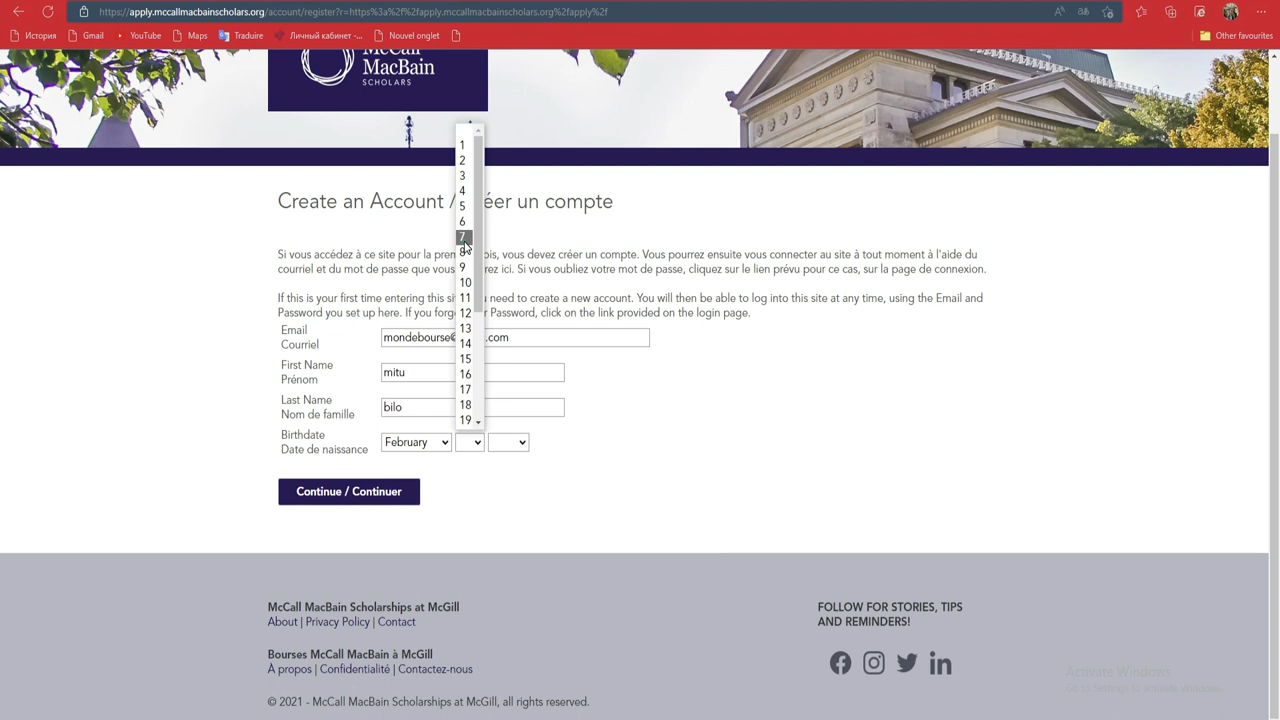 https://apply.mccallmacbainscholars.org/account/register?r=https%3a%2f%2fapply.mccallmacbainscholars.org%2fapply%2f
История Gmail YouTube Maps Traduire Личный кабинет -... Nouvel onglet Other favourites
McCall
MacBain
SCHOLARS
Create an Account / Créer un compte
Si vous accédez à ce site pour la premi ois, vous devez créer un compte. Vous pourrez ensuite vous connecter au site à tout moment à l'aide du
courriel et du mot de passe que vous rez ici. Si vous oubliez votre mot de passe, cliquez sur le lien prévu pour ce cas, sur la page de connexion.
If this is your first time entering this si need to create a new account. You will then be able to log into this site at any time, using the Email and
Password you set up here. If you forg r Password, click on the link provided on the login page.
Email
Courriel
mondebourse@ .com
First Name
Prénom
mitu
Last Name
Nom de famille
bilo
Birthdate
Date de naissance
February
1
2
3
4
5
6
7
8
9
10
11
12
13
14
15
16
17
18
19
Continue / Continuer
McCall MacBain Scholarships at McGill
About | Privacy Policy | Contact
Bourses McCall MacBain à McGill
À propos | Confidentialité | Contactez-nous
© 2021 - McCall MacBain Scholarships at McGill, all rights reserved.
FOLLOW FOR STORIES, TIPS
AND REMINDERS!
Activate Windows
Go to Settings to activate Windows.